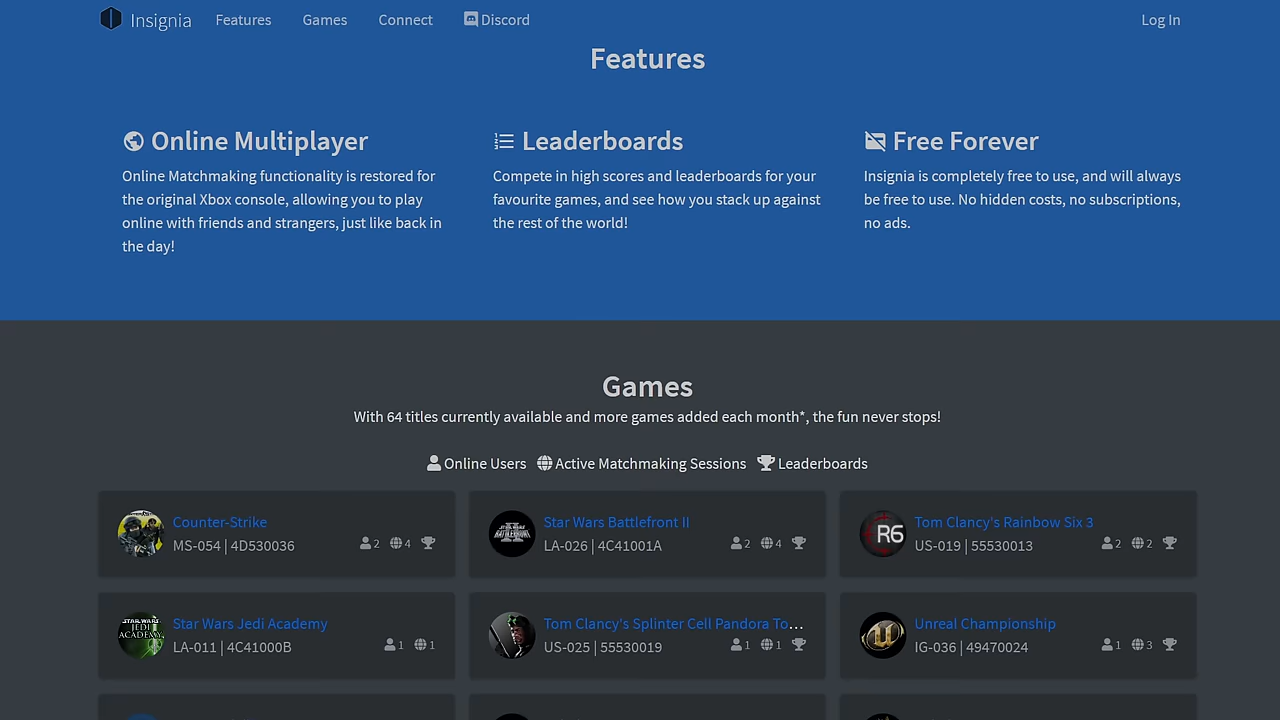 Insignia Features Games Connect Discord Log In
Features
Online Multiplayer
Online Matchmaking functionality is restored for
the original Xbox console, allowing you to play
online with friends and strangers, just like back in
the day!
Leaderboards
Compete in high scores and leaderboards for your
favourite games, and see how you stack up against
the rest of the world!
Free Forever
Insignia is completely free to use, and will always
be free to use. No hidden costs, no subscriptions,
no ads.
Games
With 64 titles currently available and more games added each month*, the fun never stops!
Online Users Active Matchmaking Sessions Leaderboards
Counter-Strike
MS-054 | 4D530036 2 4
Star Wars Battlefront II
LA-026 | 4C41001A 2 4
Tom Clancy's Rainbow Six 3
R6
US-019 | 55530013 2 2
Star Wars Jedi Academy
STAR WARS
JEDI
ACADEMY
LA-011 | 4C41000B 1 1
Tom Clancy's Splinter Cell Pandora To...
US-025 | 55530019 1 1
Unreal Championship
IG-036 | 49470024 1 3